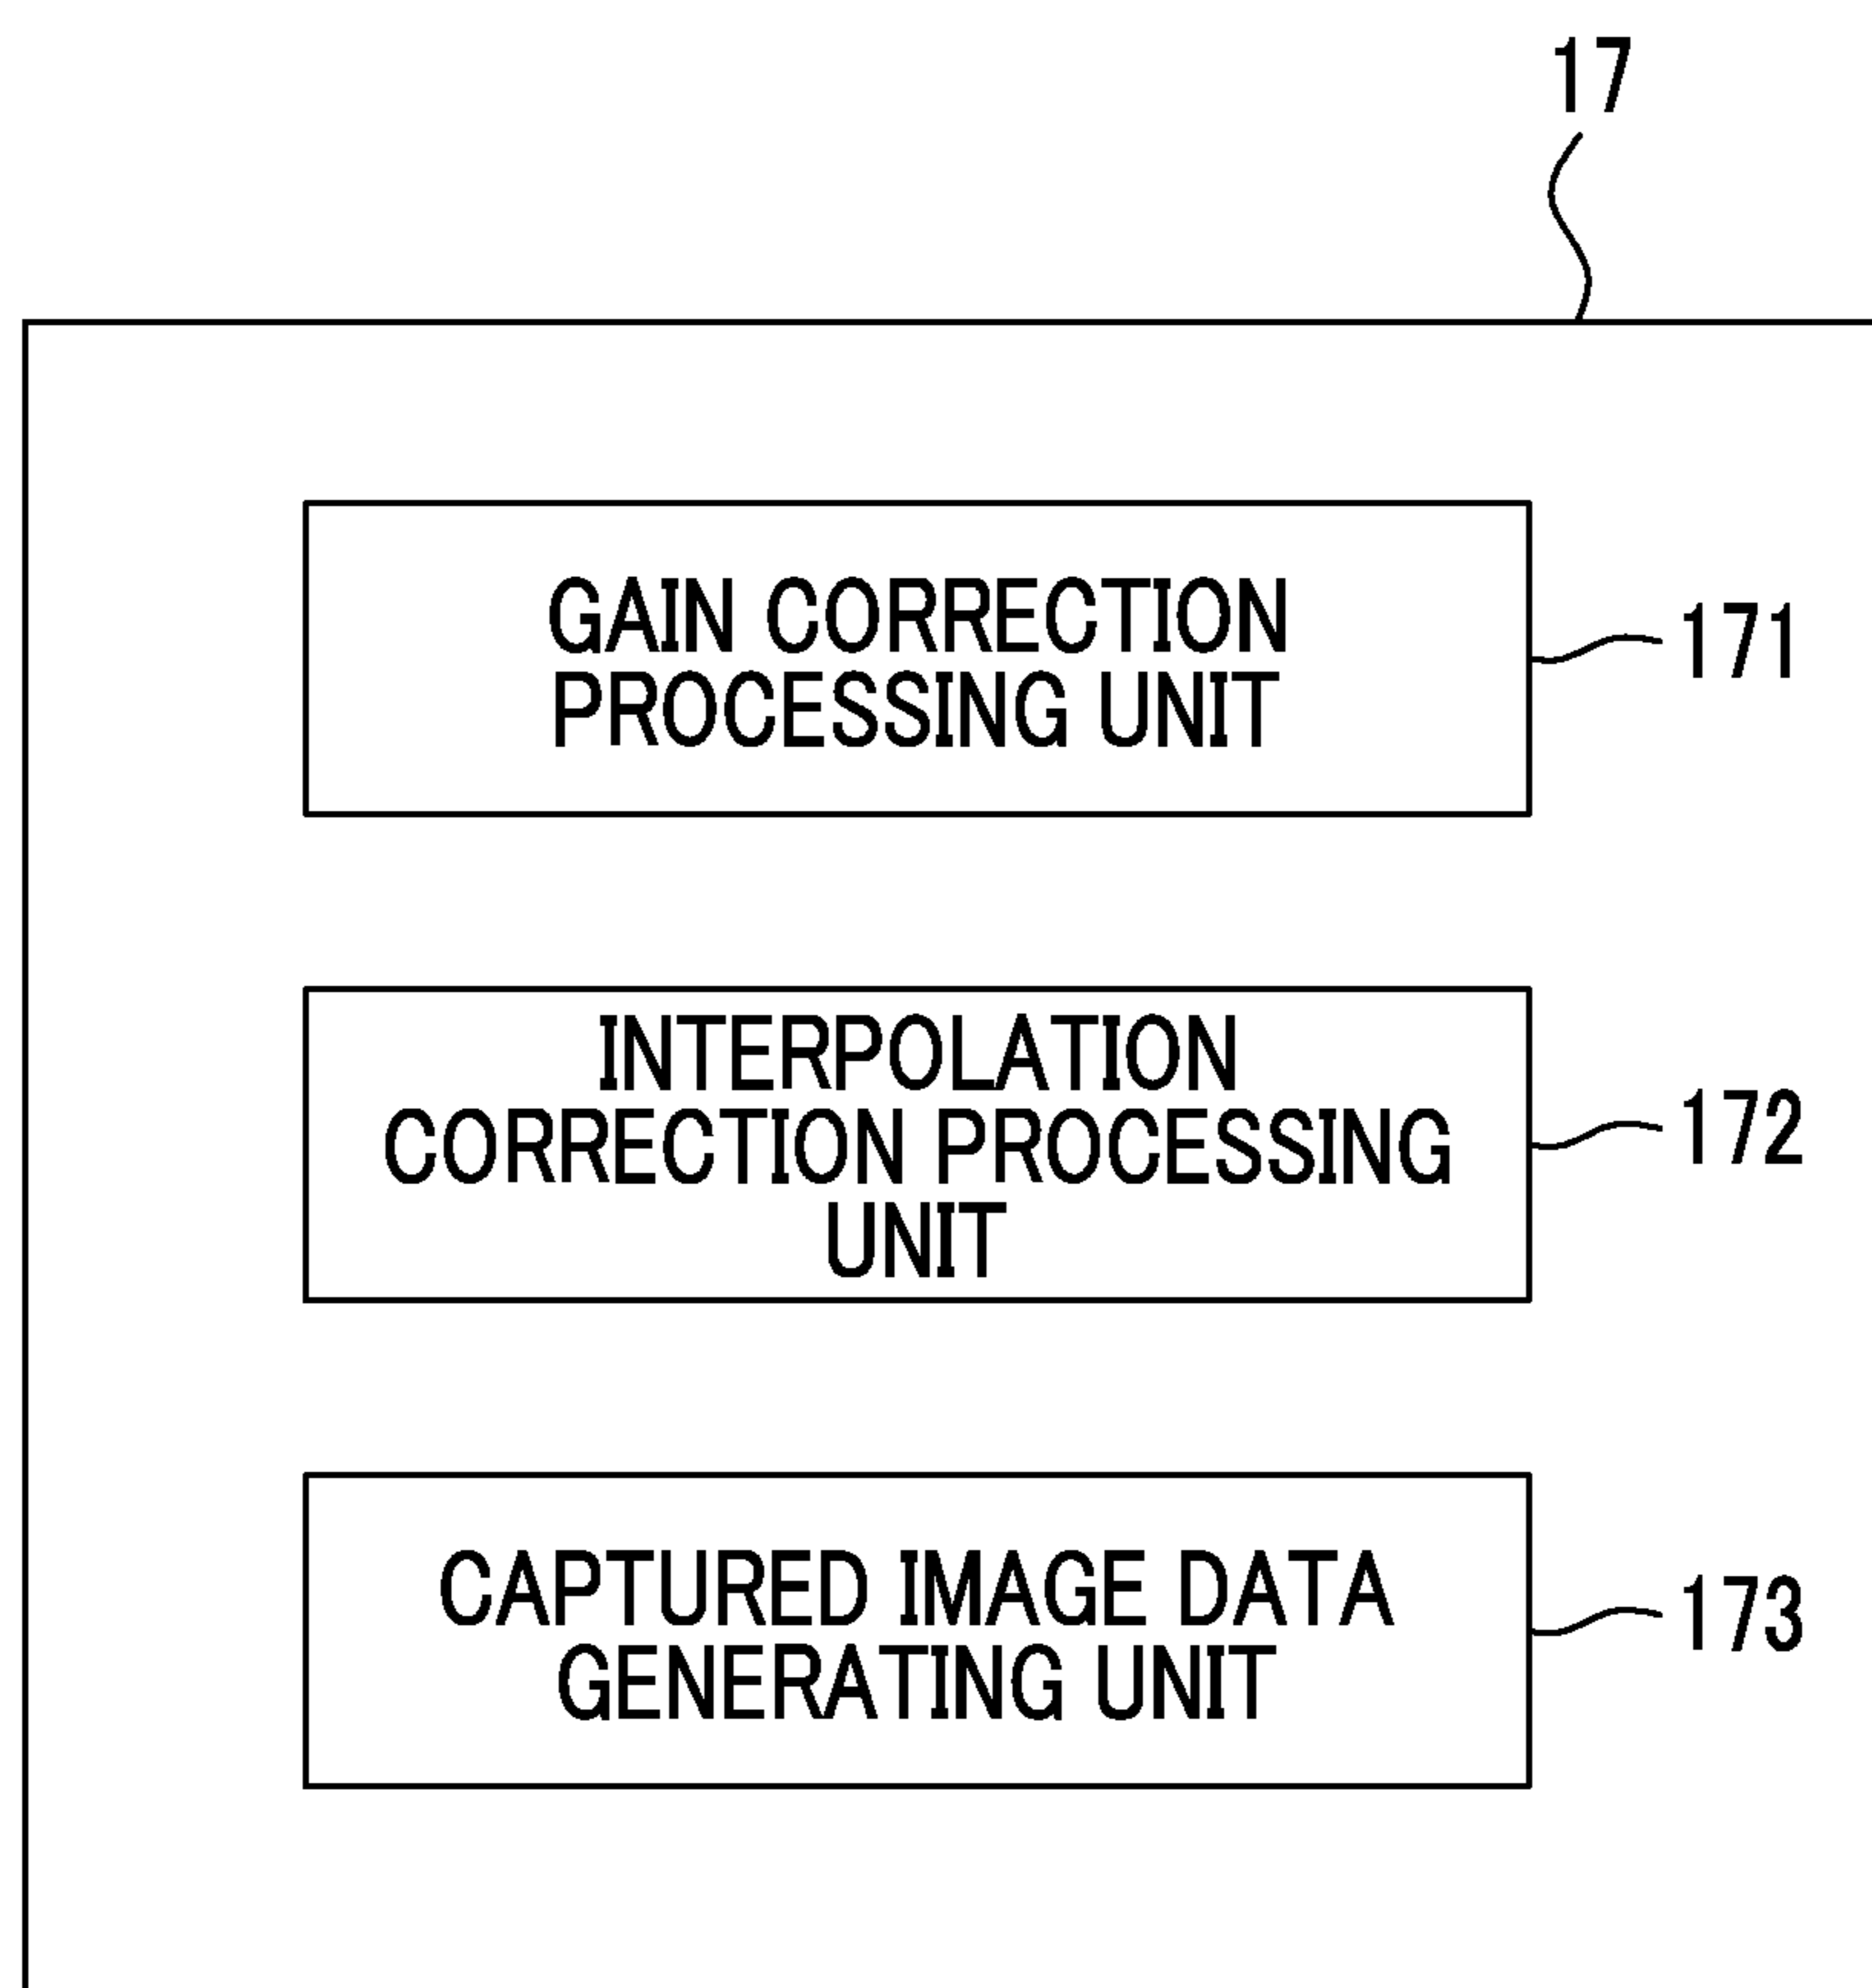 17
GAIN CORRECTION
PROCESSING UNIT
171
INTERPOLATION
CORRECTION PROCESSING
UNIT
172
CAPTURED IMAGE DATA
GENERATING UNIT
173